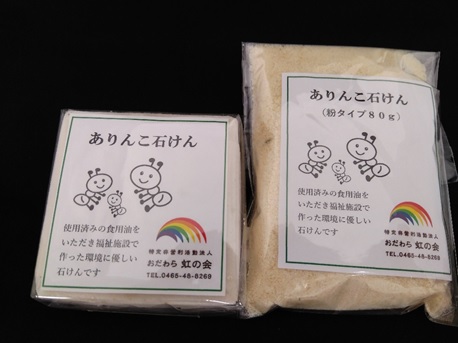 ありんこ石けん
使用済みの食用油を
いただき福祉施設で
作った環境に優しい
石けんです
特定非営利活動法人
おだわら 虹の会
TEL.0465-48-8269
ありんこ石けん
(粉タイプ80g)
使用済みの食用油を
いただき福祉施設で
作った環境に優しい
石けんです
特定非営利活動法人
おだわら 虹の会
TEL.0465-48-8269